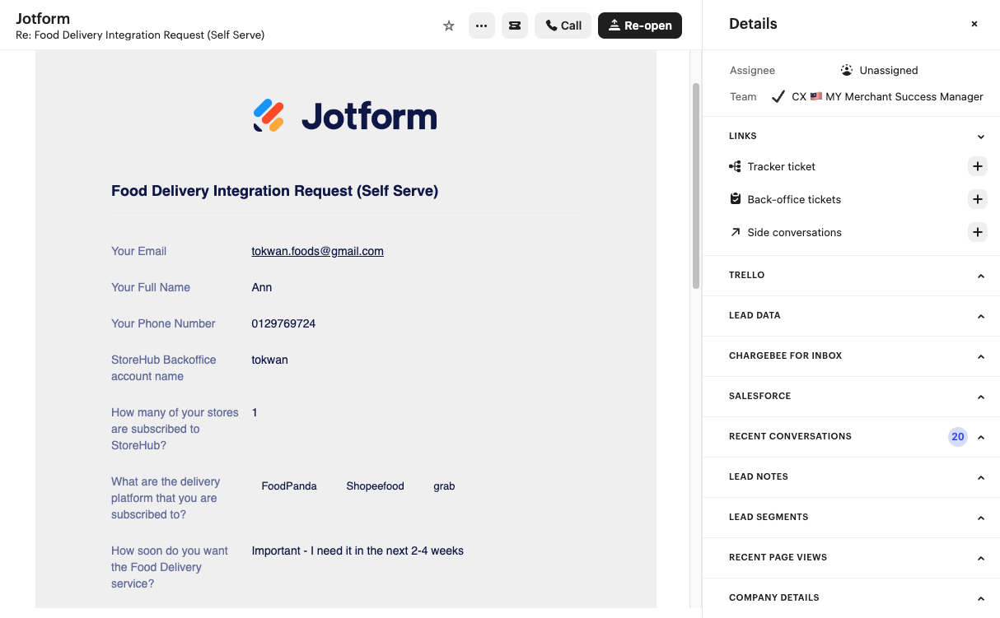 Jotform
Re: Food Delivery Integration Request (Self Serve)
Call
Re-open
Jotform
Food Delivery Integration Request (Self Serve)
Your Email
tokwan.foods@gmail.com
Your Full Name
Ann
Your Phone Number
0129769724
StoreHub Backoffice
account name
tokwan
How many of your stores
are subscribed to
StoreHub?
1
What are the delivery
platform that you are
subscribed to?
FoodPanda Shopeefood grab
How soon do you want
the Food Delivery
service?
Important - I need it in the next 2-4 weeks
Details
Assignee
Unassigned
Team
CX 🇲🇾 MY Merchant Success Manager
LINKS
Tracker ticket
Back-office tickets
Side conversations
TRELLO
LEAD DATA
CHARGEBEE FOR INBOX
SALESFORCE
RECENT CONVERSATIONS 20
LEAD NOTES
LEAD SEGMENTS
RECENT PAGE VIEWS
COMPANY DETAILS